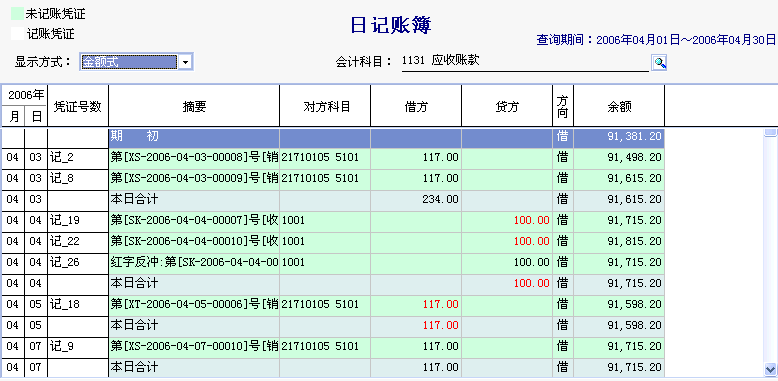 未记账凭证
日记账簿
记账凭证
查询期间：2006年04月01日～2006年04月30日
显示方式： 金额式
会计科目： 1131 应收账款
2006年 凭证号数 摘要 对方科目 借方 贷方 方向 余额
月 日
期 初 借 91,381.20
04 03 记_2 第[XS-2006-04-03-00008]号[销 21710105 5101 117.00 借 91,498.20
04 03 记_8 第[XS-2006-04-03-00009]号[销 21710105 5101 117.00 借 91,615.20
04 03 本日合计 234.00 借 91,615.20
04 04 记_19 第[SK-2006-04-04-00007]号[收 1001 100.00 借 91,715.20
04 04 记_22 第[SK-2006-04-04-00010]号[收 1001 100.00 借 91,815.20
04 04 记_26 红字反冲:第[SK-2006-04-04-00 1001 100.00 借 91,715.20
04 04 本日合计 100.00 借 91,715.20
04 05 记_18 第[XT-2006-04-05-00006]号[销 21710105 5101 117.00 借 91,598.20
04 05 本日合计 117.00 借 91,598.20
04 07 记_9 第[XS-2006-04-07-00010]号[销 21710105 5101 117.00 借 91,715.20
04 07 本日合计 117.00 借 91,715.20